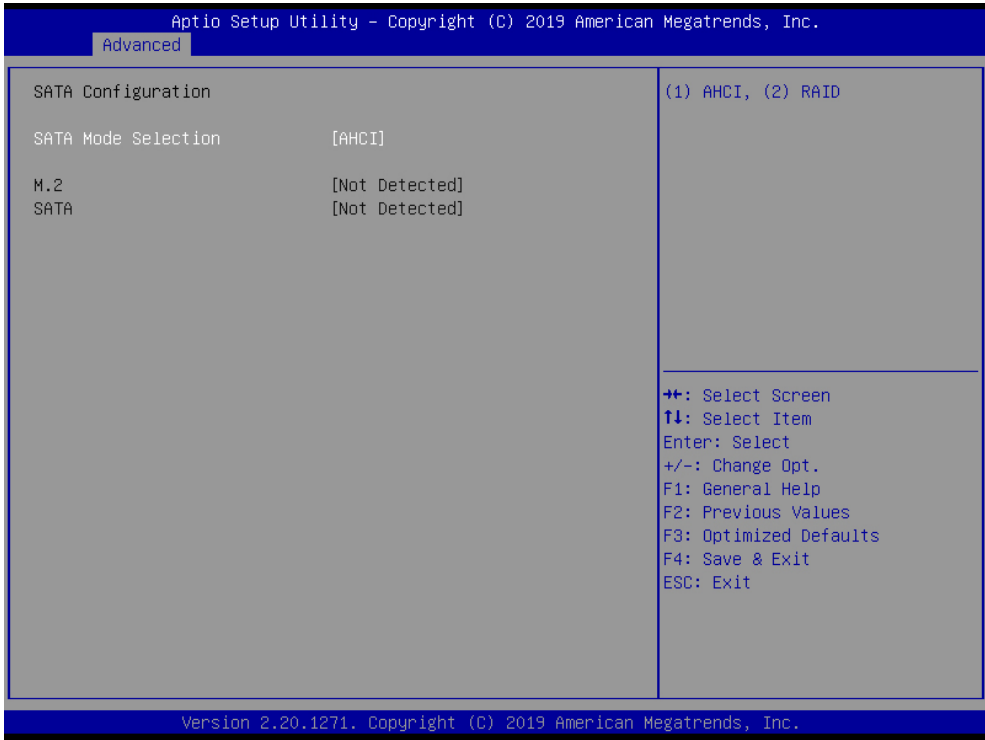 Aptio Setup Utility – Copyright (C) 2019 American Megatrends, Inc.
Advanced
SATA Configuration
SATA Mode Selection [AHCI]
M.2 [Not Detected]
SATA [Not Detected]
(1) AHCI, (2) RAID
→←: Select Screen
↑↓: Select Item
Enter: Select
+/-: Change Opt.
F1: General Help
F2: Previous Values
F3: Optimized Defaults
F4: Save & Exit
ESC: Exit
Version 2.20.1271. Copyright (C) 2019 American Megatrends, Inc.